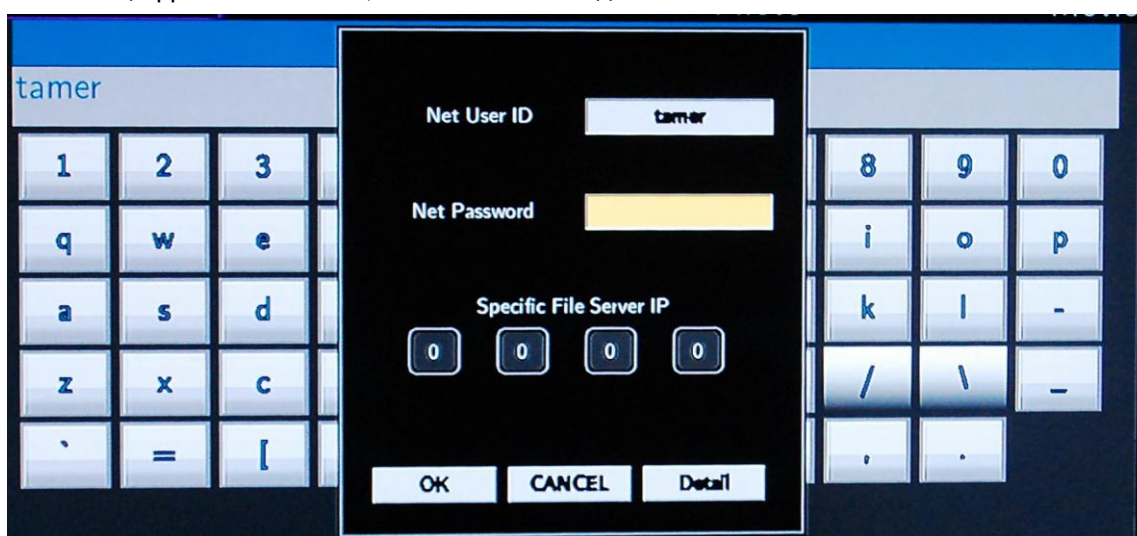 tamer
Net User ID tamer
1 2 3 8 9 0
Net Password
q w e i o p
Specific File Server IP
a s d k l -
0 0 0 0
z x c / \ _
` = [ , .
OK CANCEL Detail